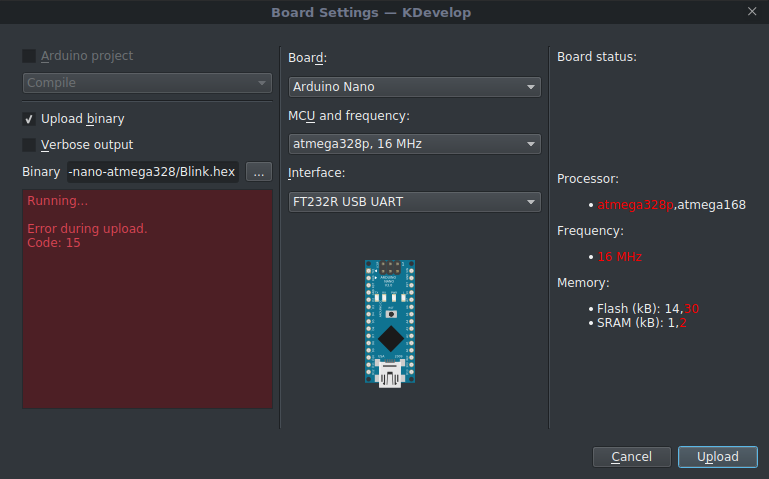 Board Settings — KDevelop
Arduino project
Compile
Upload binary
Verbose output
Binary -nano-atmega328/Blink.hex ...
Running...
Error during upload.
Code: 15
Board:
Arduino Nano
MCU and frequency:
atmega328p, 16 MHz
Interface:
FT232R USB UART
Board status:
Processor:
• atmega328p,atmega168
Frequency:
• 16 MHz
Memory:
• Flash (kB): 14,30
• SRAM (kB): 1,2
Cancel
Upload